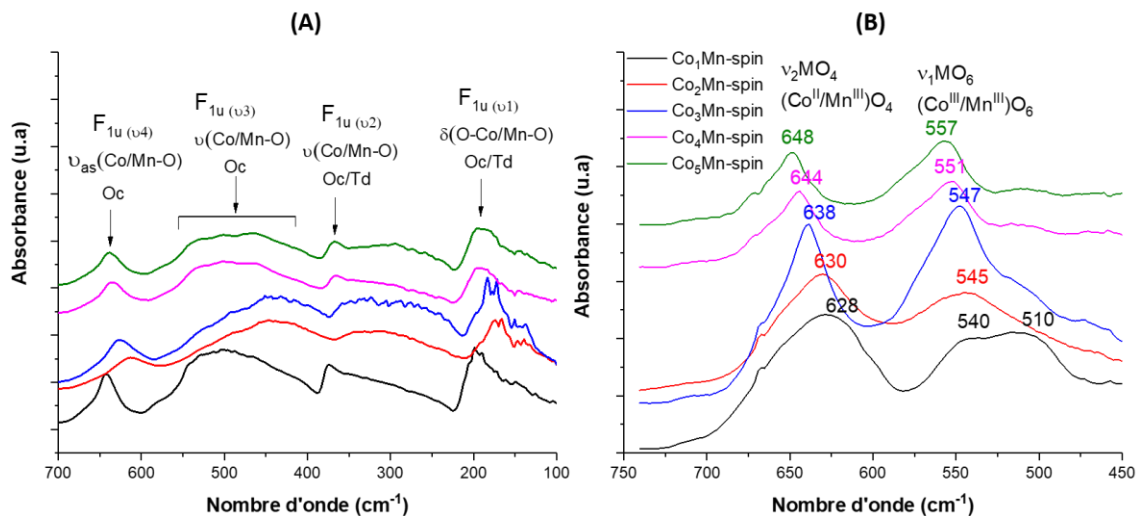 (A)
F1u (υ4)
υas(Co/Mn-O)
Oc
F1u (υ3)
υ(Co/Mn-O)
Oc
F1u (υ2)
υ(Co/Mn-O)
Oc/Td
F1u (υ1)
δ(O-Co/Mn-O)
Oc/Td
Absorbance (u.a)
700 600 500 400 300 200 100
Nombre d'onde (cm-1)
(B)
Co1Mn-spin
Co2Mn-spin
Co3Mn-spin
Co4Mn-spin
Co5Mn-spin
ν2MO4
(CoII/MnIII)O4
ν1MO6
(CoIII/MnIII)O6
648 557
644 551
638 547
630 545
628 540 510
Absorbance (u.a)
750 700 650 600 550 500 450
Nombre d'onde (cm-1)